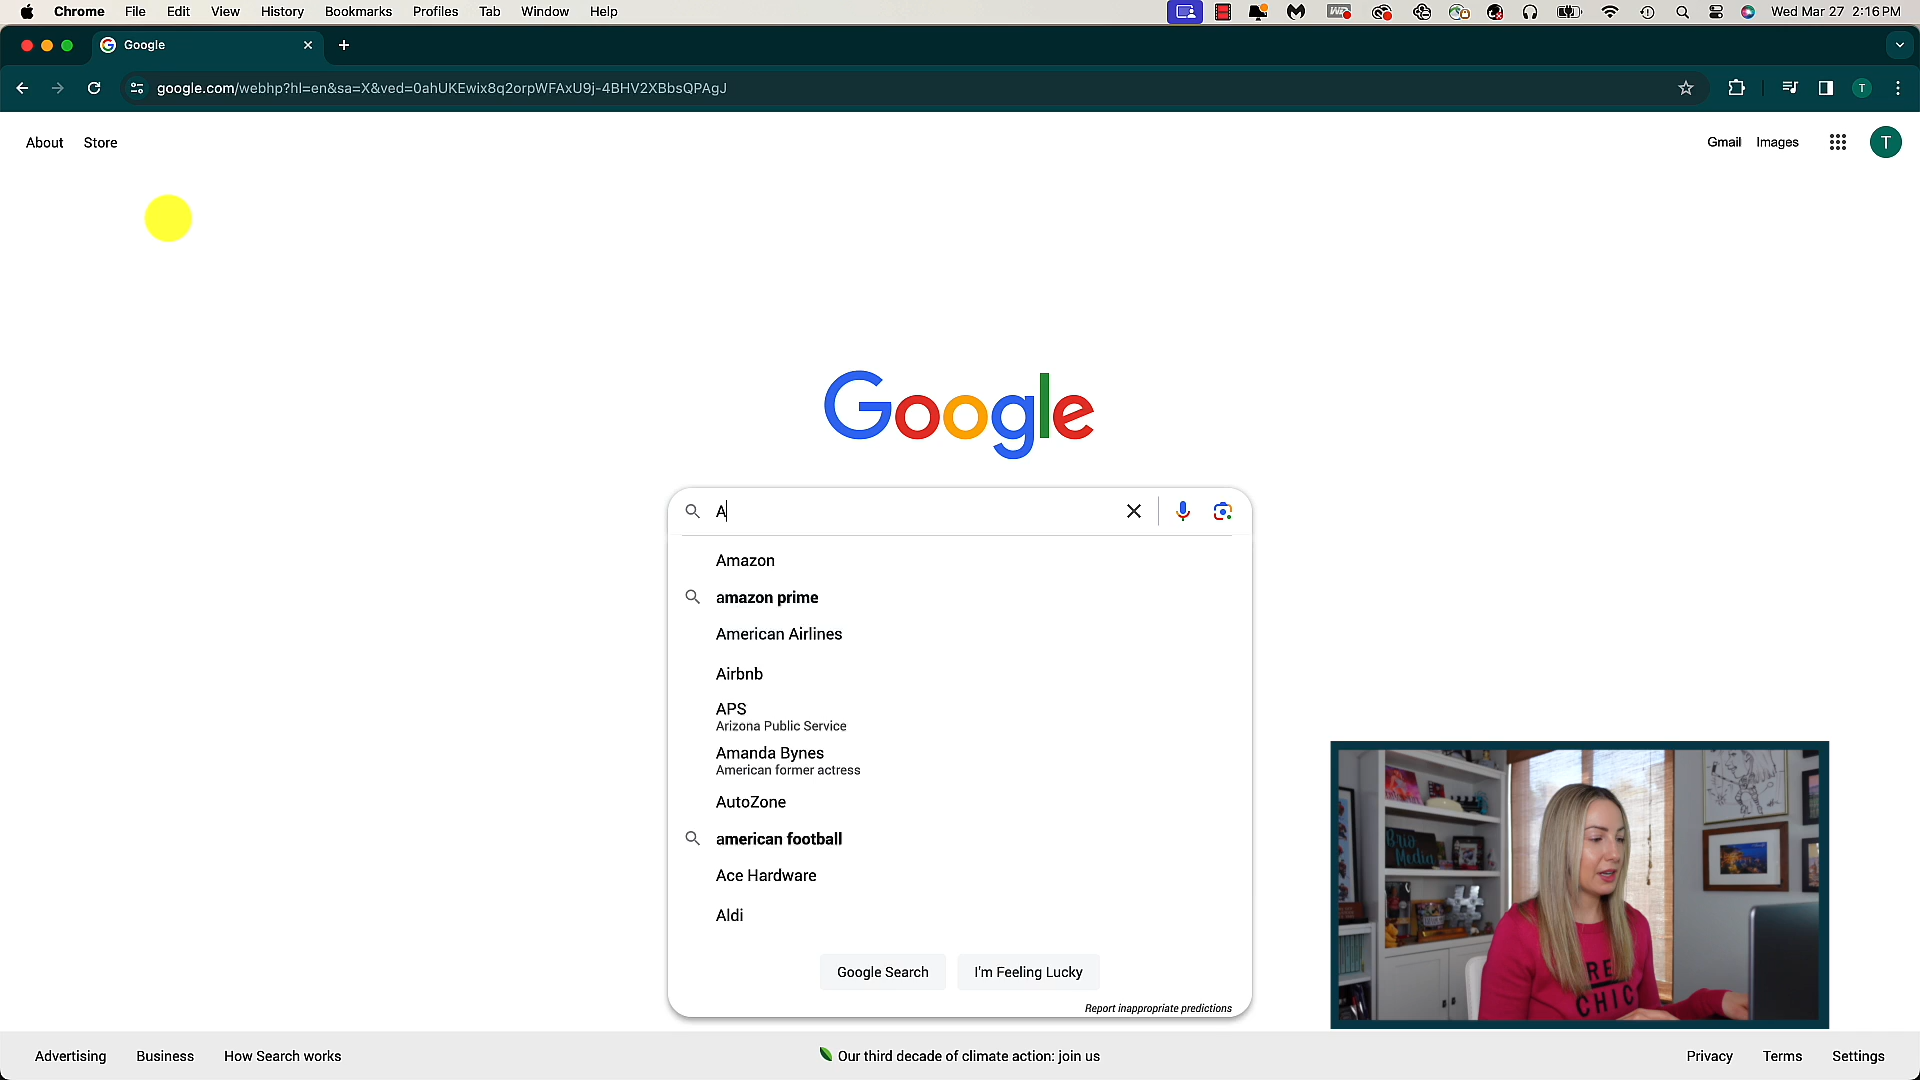 Chrome File Edit View History Bookmarks Profiles Tab Window Help Wed Mar 27 2:16 PM
Google
google.com/webhp?hl=en&sa=X&ved=0ahUKEwix8q2orpWFAxU9j-4BHV2XBbsQPAgJ
T
About Store Gmail Images T
Google
A
Amazon
amazon prime
American Airlines
Airbnb
APS
Arizona Public Service
Amanda Bynes
American former actress
AutoZone
american football
Ace Hardware
Aldi
Google Search I'm Feeling Lucky
Report inappropriate predictions
Brio
Media
CHIC
Advertising Business How Search works Our third decade of climate action: join us Privacy Terms Settings